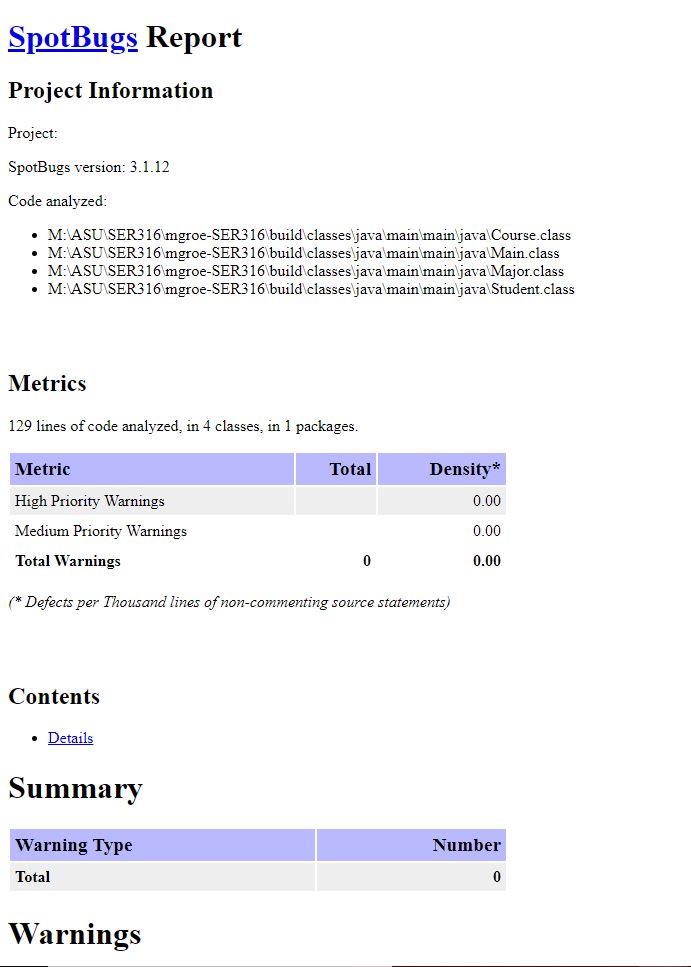 SpotBugs Report
Project Information
Project:
SpotBugs version: 3.1.12
Code analyzed:
• M:\ASU\SER316\mgroe-SER316\build\classes\java\main\main\java\Course.class
• M:\ASU\SER316\mgroe-SER316\build\classes\java\main\main\java\Main.class
• M:\ASU\SER316\mgroe-SER316\build\classes\java\main\main\java\Major.class
• M:\ASU\SER316\mgroe-SER316\build\classes\java\main\main\java\Student.class
Metrics
129 lines of code analyzed, in 4 classes, in 1 packages.
Metric Total Density*
High Priority Warnings 0.00
Medium Priority Warnings 0.00
Total Warnings 0 0.00
(* Defects per Thousand lines of non-commenting source statements)
Contents
• Details
Summary
Warning Type Number
Total 0
Warnings